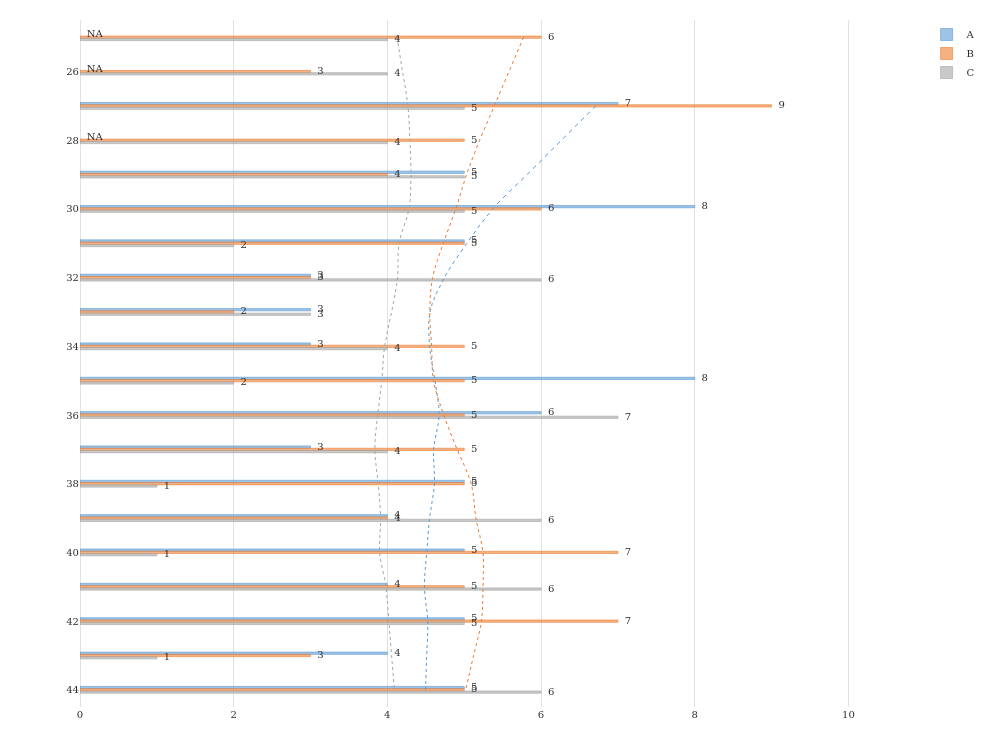 NA 4 6 A
B
26 NA 3 4 C
7 9
5
28 NA 4 5
4 5 5
30 5 6 8
2 5 5
32 3 3 6
2 3 3
34 3 4 5
2 5 8
36 5 6 7
3 4 5
38 1 5 5
4 4 6
40 1 5 7
4 5 6
42 5 5 7
1 3 4
44 5 5 6
0 2 4 6 8 10